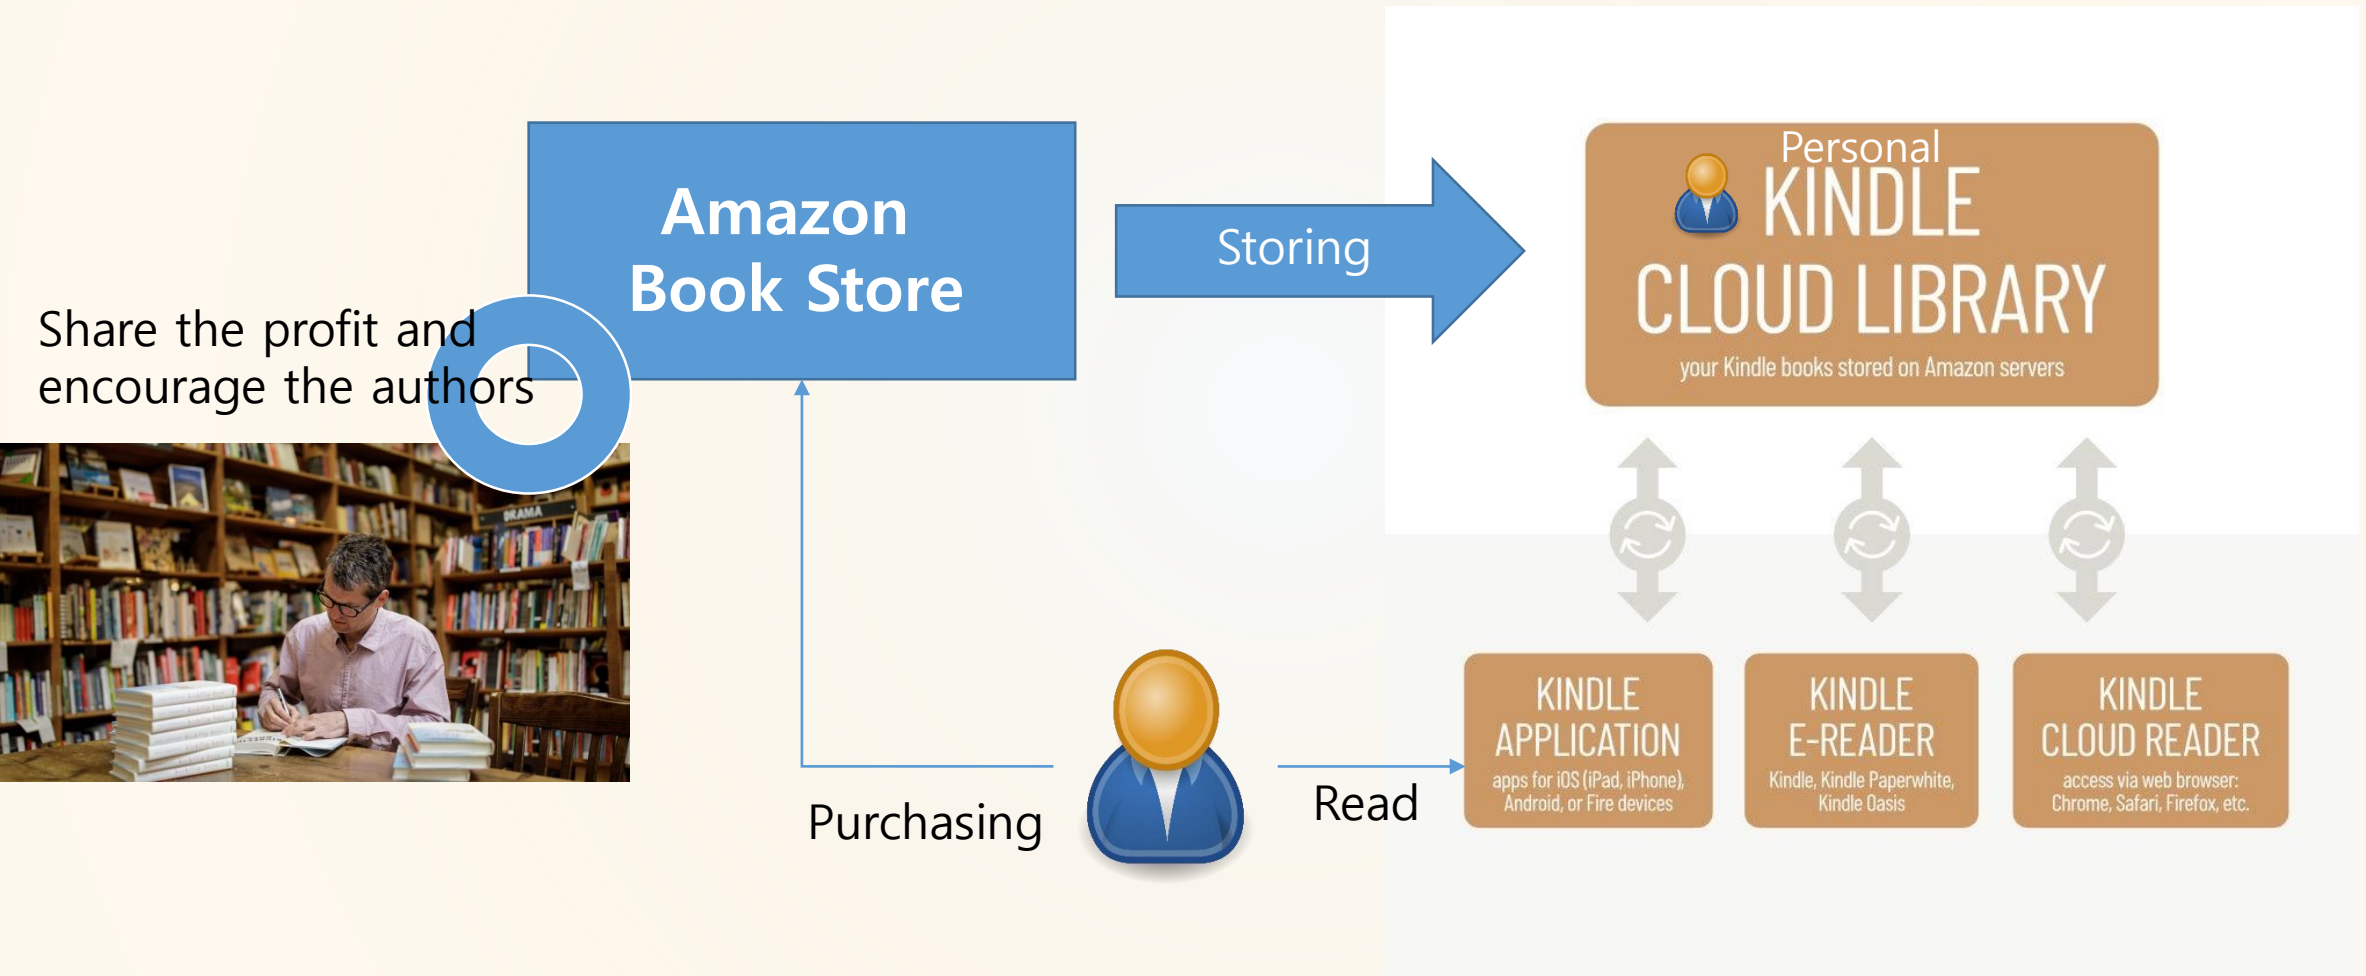 Amazon
Book Store
Share the profit and
encourage the authors
DRAMA
Storing
Personal
KINDLE
CLOUD LIBRARY
your Kindle books stored on Amazon servers
Purchasing
Read
KINDLE
APPLICATION
apps for iOS (iPad, iPhone),
Android, or Fire devices
KINDLE
E-READER
Kindle, Kindle Paperwhite,
Kindle Oasis
KINDLE
CLOUD READER
access via web browser:
Chrome, Safari, Firefox, etc.